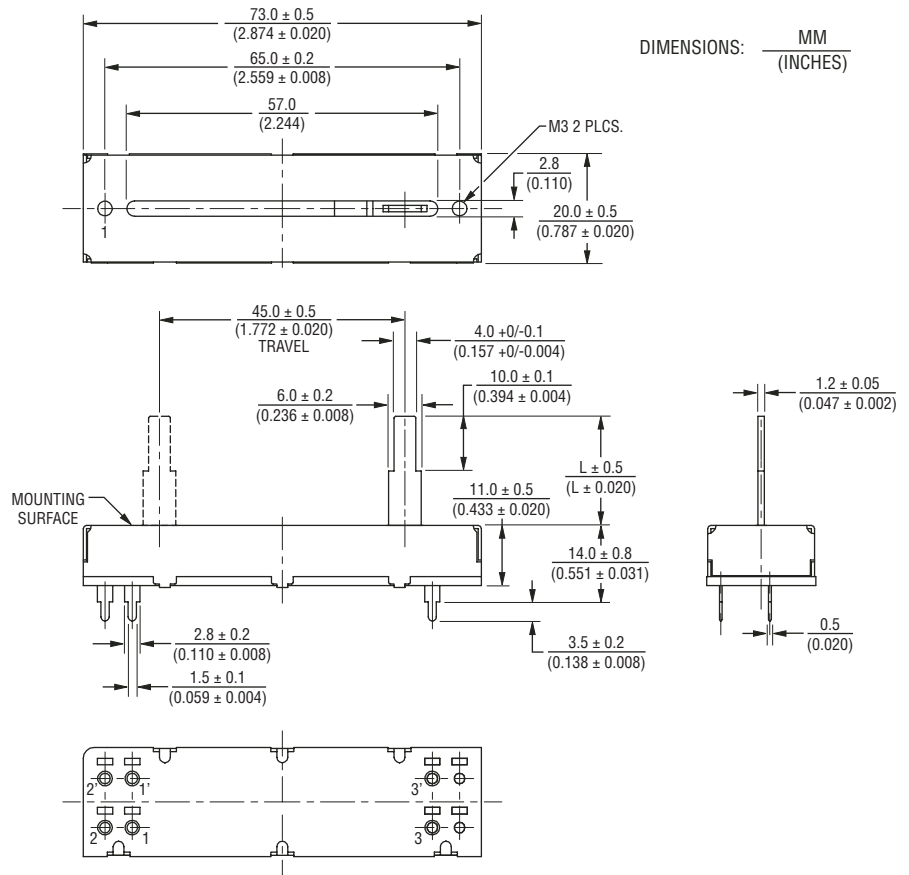 73.0 ± 0.5
(2.874 ± 0.020)
DIMENSIONS: MM
(INCHES)
65.0 ± 0.2
(2.559 ± 0.008)
57.0
(2.244)
M3 2 PLCS.
2.8
(0.110)
20.0 ± 0.5
(0.787 ± 0.020)
1
45.0 ± 0.5
(1.772 ± 0.020)
TRAVEL
4.0 +0/-0.1
(0.157 +0/-0.004)
10.0 ± 0.1
(0.394 ± 0.004)
6.0 ± 0.2
(0.236 ± 0.008)
1.2 ± 0.05
(0.047 ± 0.002)
L ± 0.5
(L ± 0.020)
11.0 ± 0.5
(0.433 ± 0.020)
MOUNTING
SURFACE
14.0 ± 0.8
(0.551 ± 0.031)
2.8 ± 0.2
(0.110 ± 0.008)
3.5 ± 0.2
(0.138 ± 0.008)
0.5
(0.020)
1.5 ± 0.1
(0.059 ± 0.004)
2' 1' 3'
2 1 3